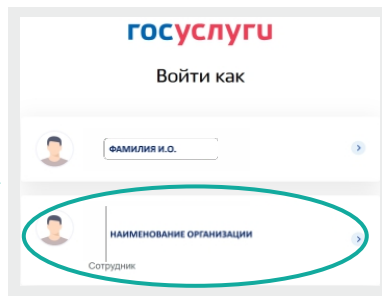 госуслуги
Войти как
ФАМИЛИЯ И.О.
НАИМЕНОВАНИЕ ОРГАНИЗАЦИИ
Сотрудник